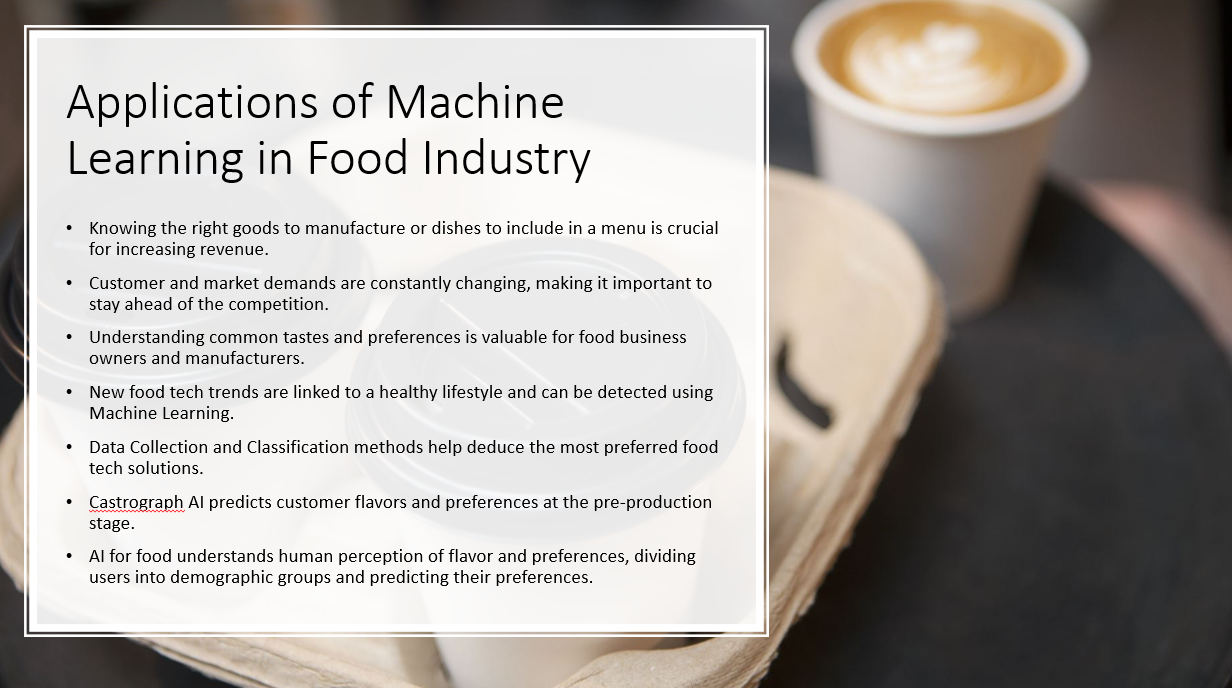 Applications of Machine
Learning in Food Industry
• Knowing the right goods to manufacture or dishes to include in a menu is crucial
for increasing revenue.
• Customer and market demands are constantly changing, making it important to
stay ahead of the competition.
• Understanding common tastes and preferences is valuable for food business
owners and manufacturers.
• New food tech trends are linked to a healthy lifestyle and can be detected using
Machine Learning.
• Data Collection and Classification methods help deduce the most preferred food
tech solutions.
• Castrograph AI predicts customer flavors and preferences at the pre-production
stage.
• AI for food understands human perception of flavor and preferences, dividing
users into demographic groups and predicting their preferences.